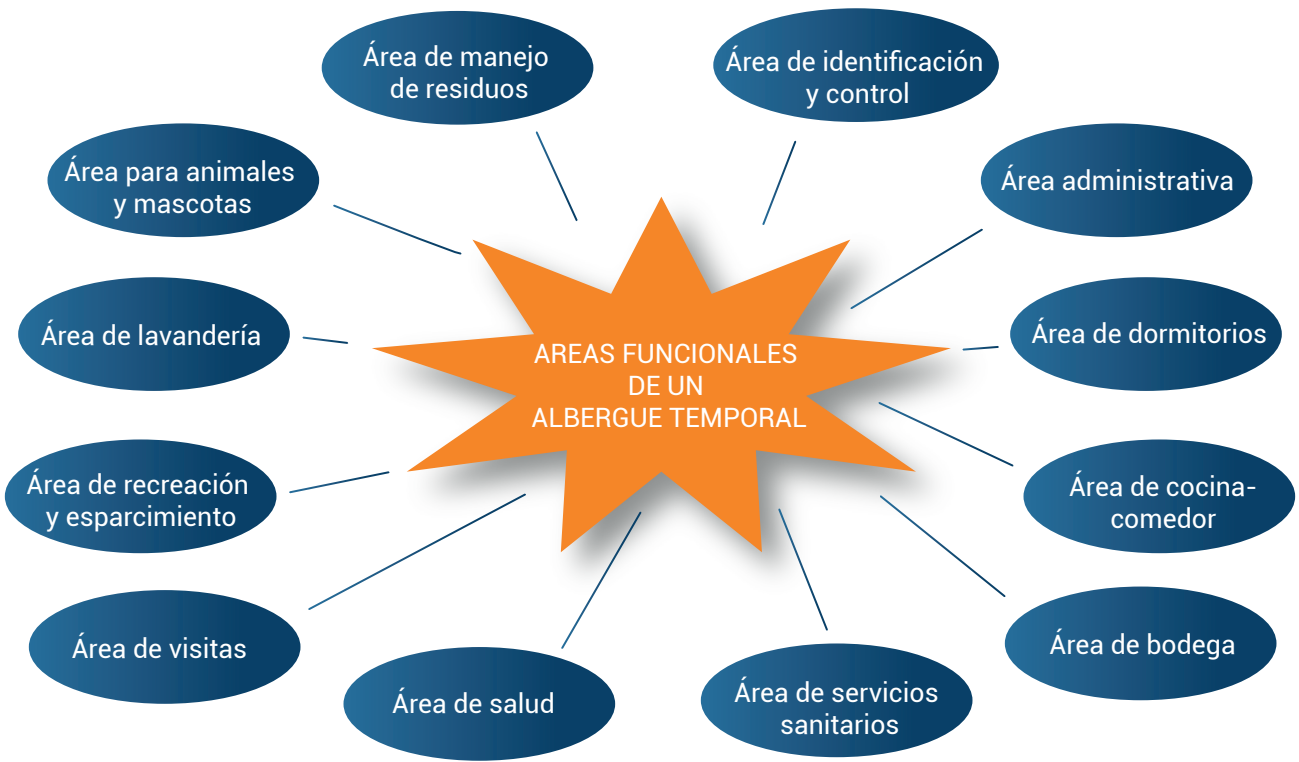 Área de manejo
de residuos
Área de identificación
y control
Área para animales
y mascotas
Área administrativa
Área de lavandería
AREAS FUNCIONALES
DE UN
ALBERGUE TEMPORAL
Área de dormitorios
Área de recreación
y esparcimiento
Área de cocina-
comedor
Área de visitas
Área de bodega
Área de salud
Área de servicios
sanitarios